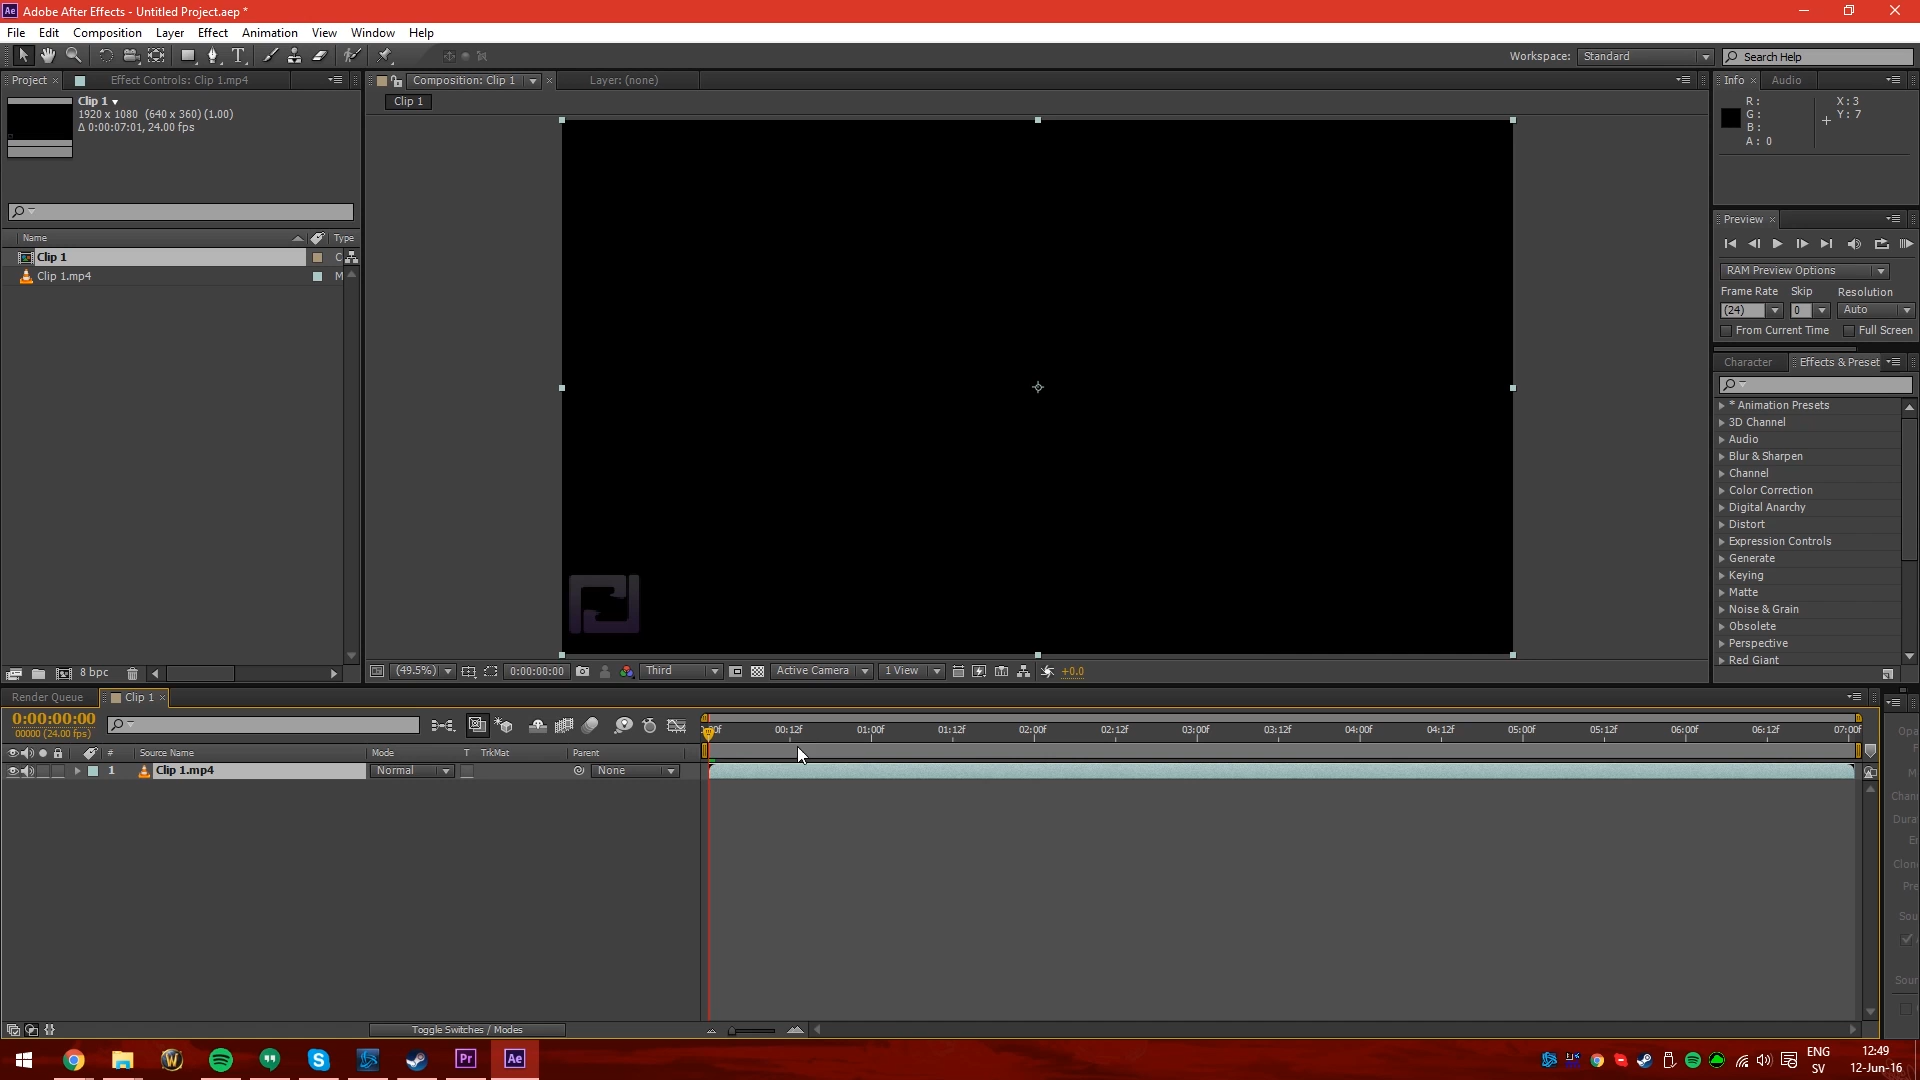 Adobe After Effects - Untitled Project.aep *
File Edit Composition Layer Effect Animation View Window Help
Workspace: Standard Search Help
Project Effect Controls: Clip 1.mp4 Composition: Clip 1 Layer: (none) Info Audio
Clip 1
1920 x 1080 (640 x 360) (1.00)
Δ 0:00:07:01, 24.00 fps
Clip 1
R: X: 3
G: Y: 7
B:
A: 0
Preview
RAM Preview Options
Frame Rate Skip Resolution
(24) 0 Auto
From Current Time Full Screen
Character Effects & Preset
Name Type
Clip 1 C
Clip 1.mp4 M
* Animation Presets
3D Channel
Audio
Blur & Sharpen
Channel
Color Correction
Digital Anarchy
Distort
Expression Controls
Generate
Keying
Matte
Noise & Grain
Obsolete
Perspective
Red Giant
8 bpc
(49.5%) 0:00:00:00 Third Active Camera 1 View +0.0
Render Queue Clip 1
0:00:00:00
00000 (24.00 fps)
00:12f 01:00f 01:12f 02:00f 02:12f 03:00f 03:12f 04:00f 04:12f 05:00f 05:12f 06:00f 06:12f 07:00f
# Source Name Mode T TrkMat Parent
1 Clip 1.mp4 Normal None
Toggle Switches / Modes
Pr Ae
ENG
SV
12:49
12-Jun-16